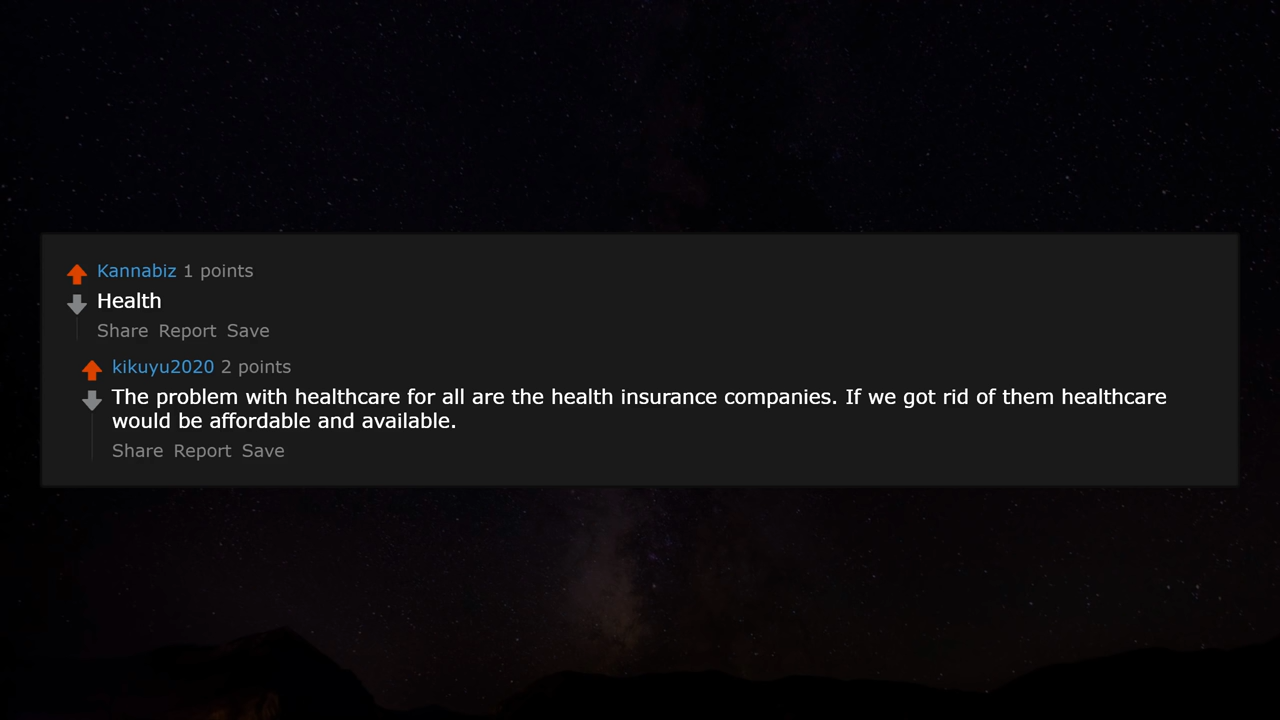 Kannabiz 1 points
Health
Share Report Save
kikuyu2020 2 points
The problem with healthcare for all are the health insurance companies. If we got rid of them healthcare
would be affordable and available.
Share Report Save